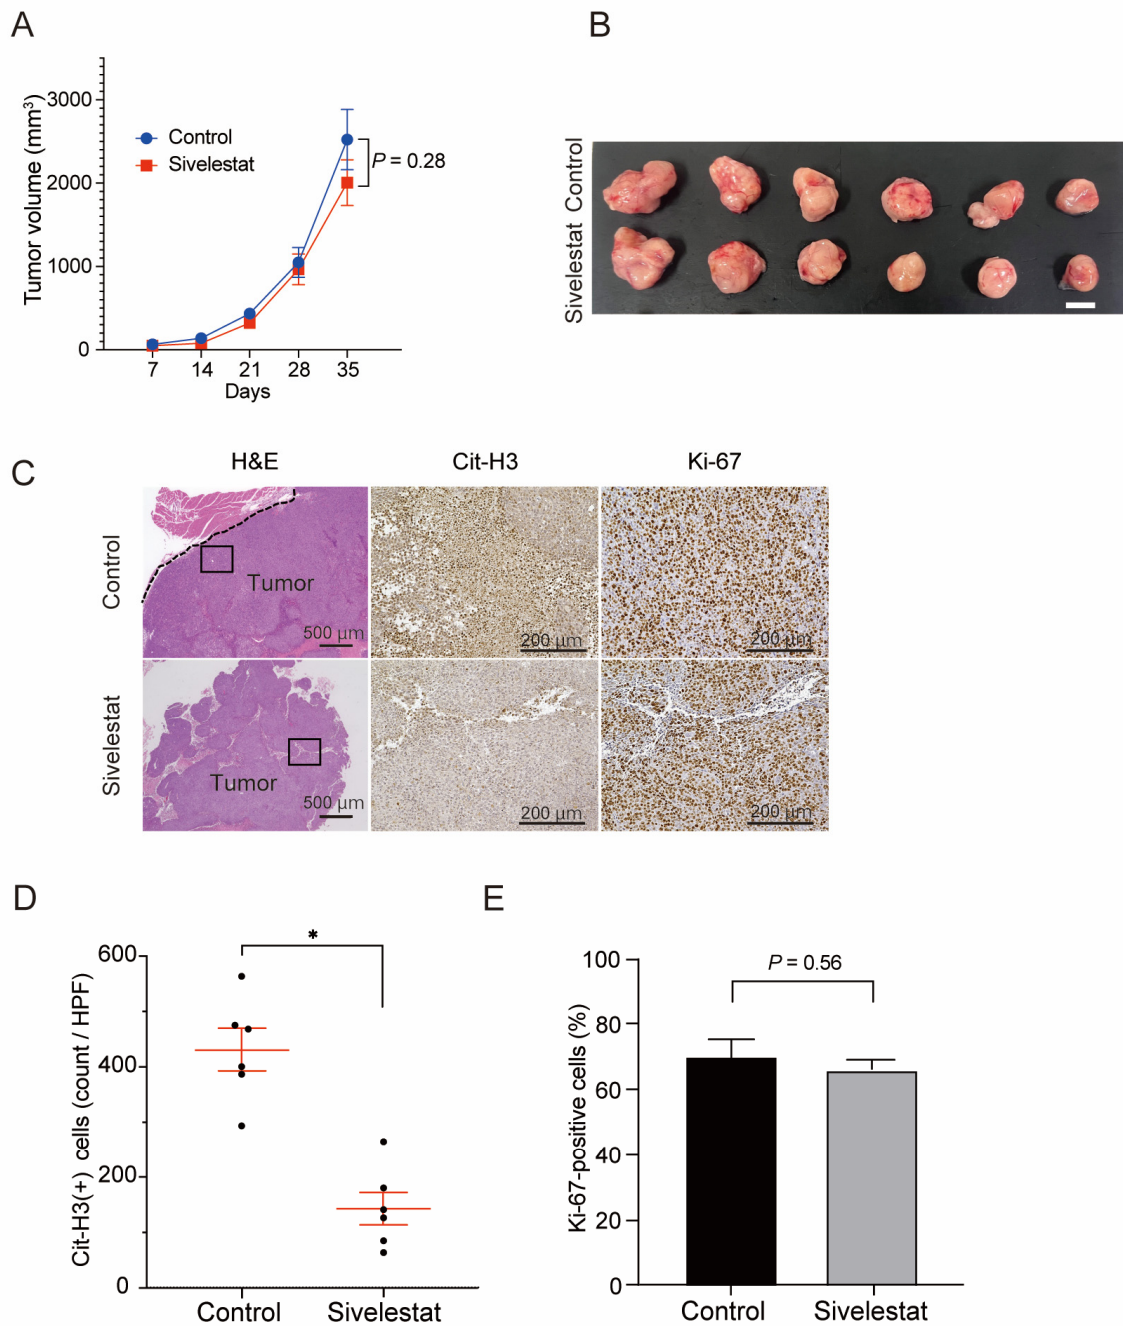 A
Tumor volume (mm³)
3000
2000
1000
0
Control
Sivelestat
P = 0.28
7 14 21 28 35
Days
B
Control
Sivelestat
C
H&E Cit-H3 Ki-67
Control
Tumor
500 µm
200 µm
200 µm
Sivelestat
Tumor
500 µm
200 µm
200 µm
D
Cit-H3(+) cells (count / HPF)
600
400
200
0
*
Control Sivelestat
E
Ki-67-positive cells (%)
100
80
60
40
20
0
P = 0.56
Control Sivelestat